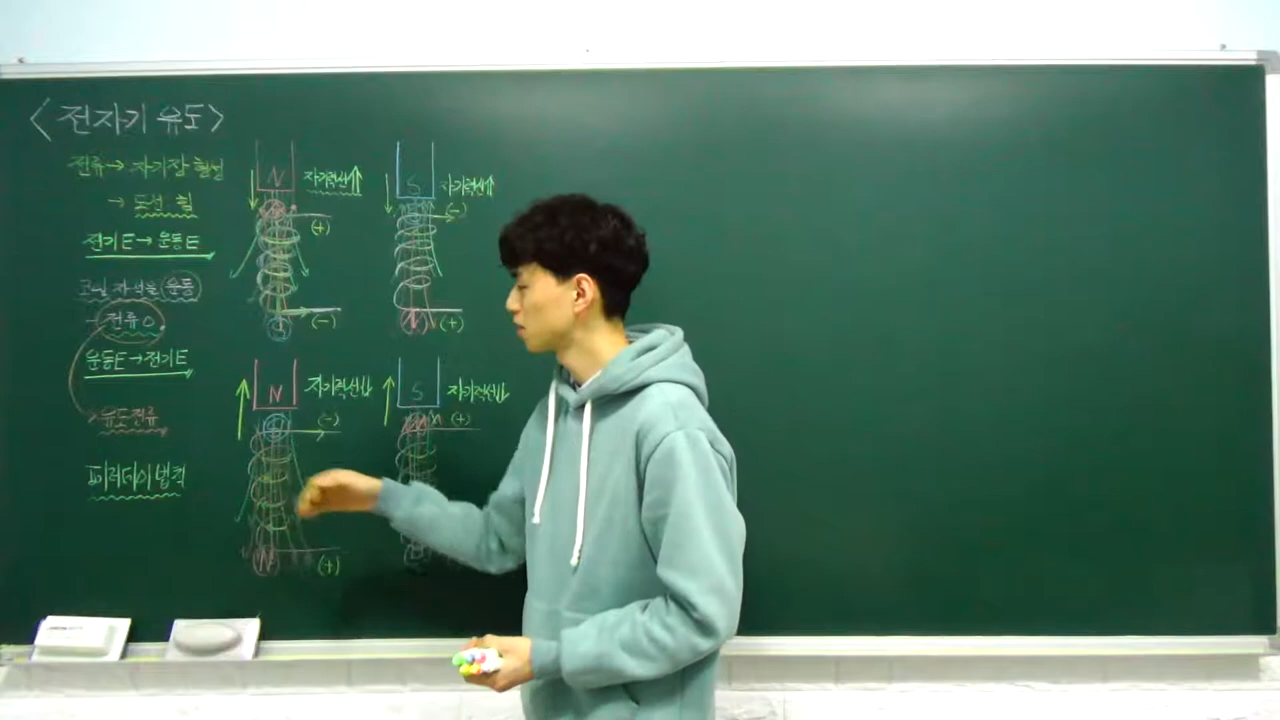 <전자기 유도>
전류→ 자기장 형성
→ 도선 힘
전기E→운동E
코일 자석을 운동
→ 전류 O.
운동E→전기E
유도전류
패러데이 법칙
N 자기력선↑
(+)
(-)
S 자기력선↑
(-)
(+)
N 자기력선⇓
(-)
(+)
S 자기력선⇓
N (+)